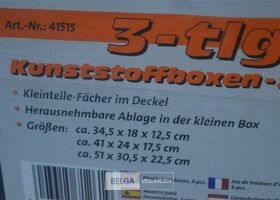 Art.-Nr.: 41515
3-tlg
Kunststoffboxen-
• Kleinteile-Fächer im Deckel
• Herausnehmbare Ablage in der kleinen Box
• Größen: ca. 34,5 x 18 x 12,5 cm
ca. 41 x 24 x 17,5 cm
ca. 51 x 30,5 x 22,5 cm
BELGA VEILINGEN